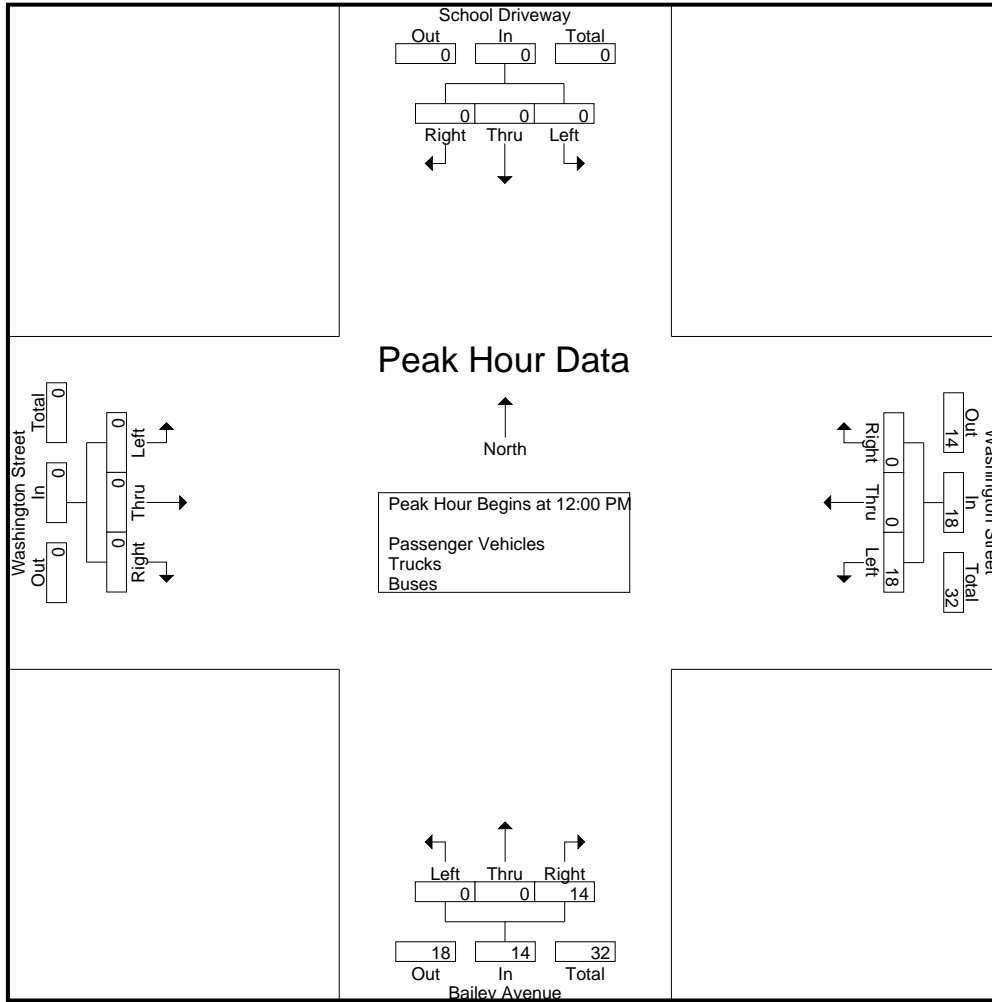 School Driveway
Out In Total
0 0 0
0 0 0
Right Thru Left
Peak Hour Data
North
Peak Hour Begins at 12:00 PM
Passenger Vehicles
Trucks
Buses
Washington Street
Total In Out
0 0 0
0 0 0
Left Thru Right
Washington Street
Out In Total
14 18 32
0 0 18
Right Thru Left
Left Thru Right
0 0 14
18 14 32
Out In Total
Bailey Avenue